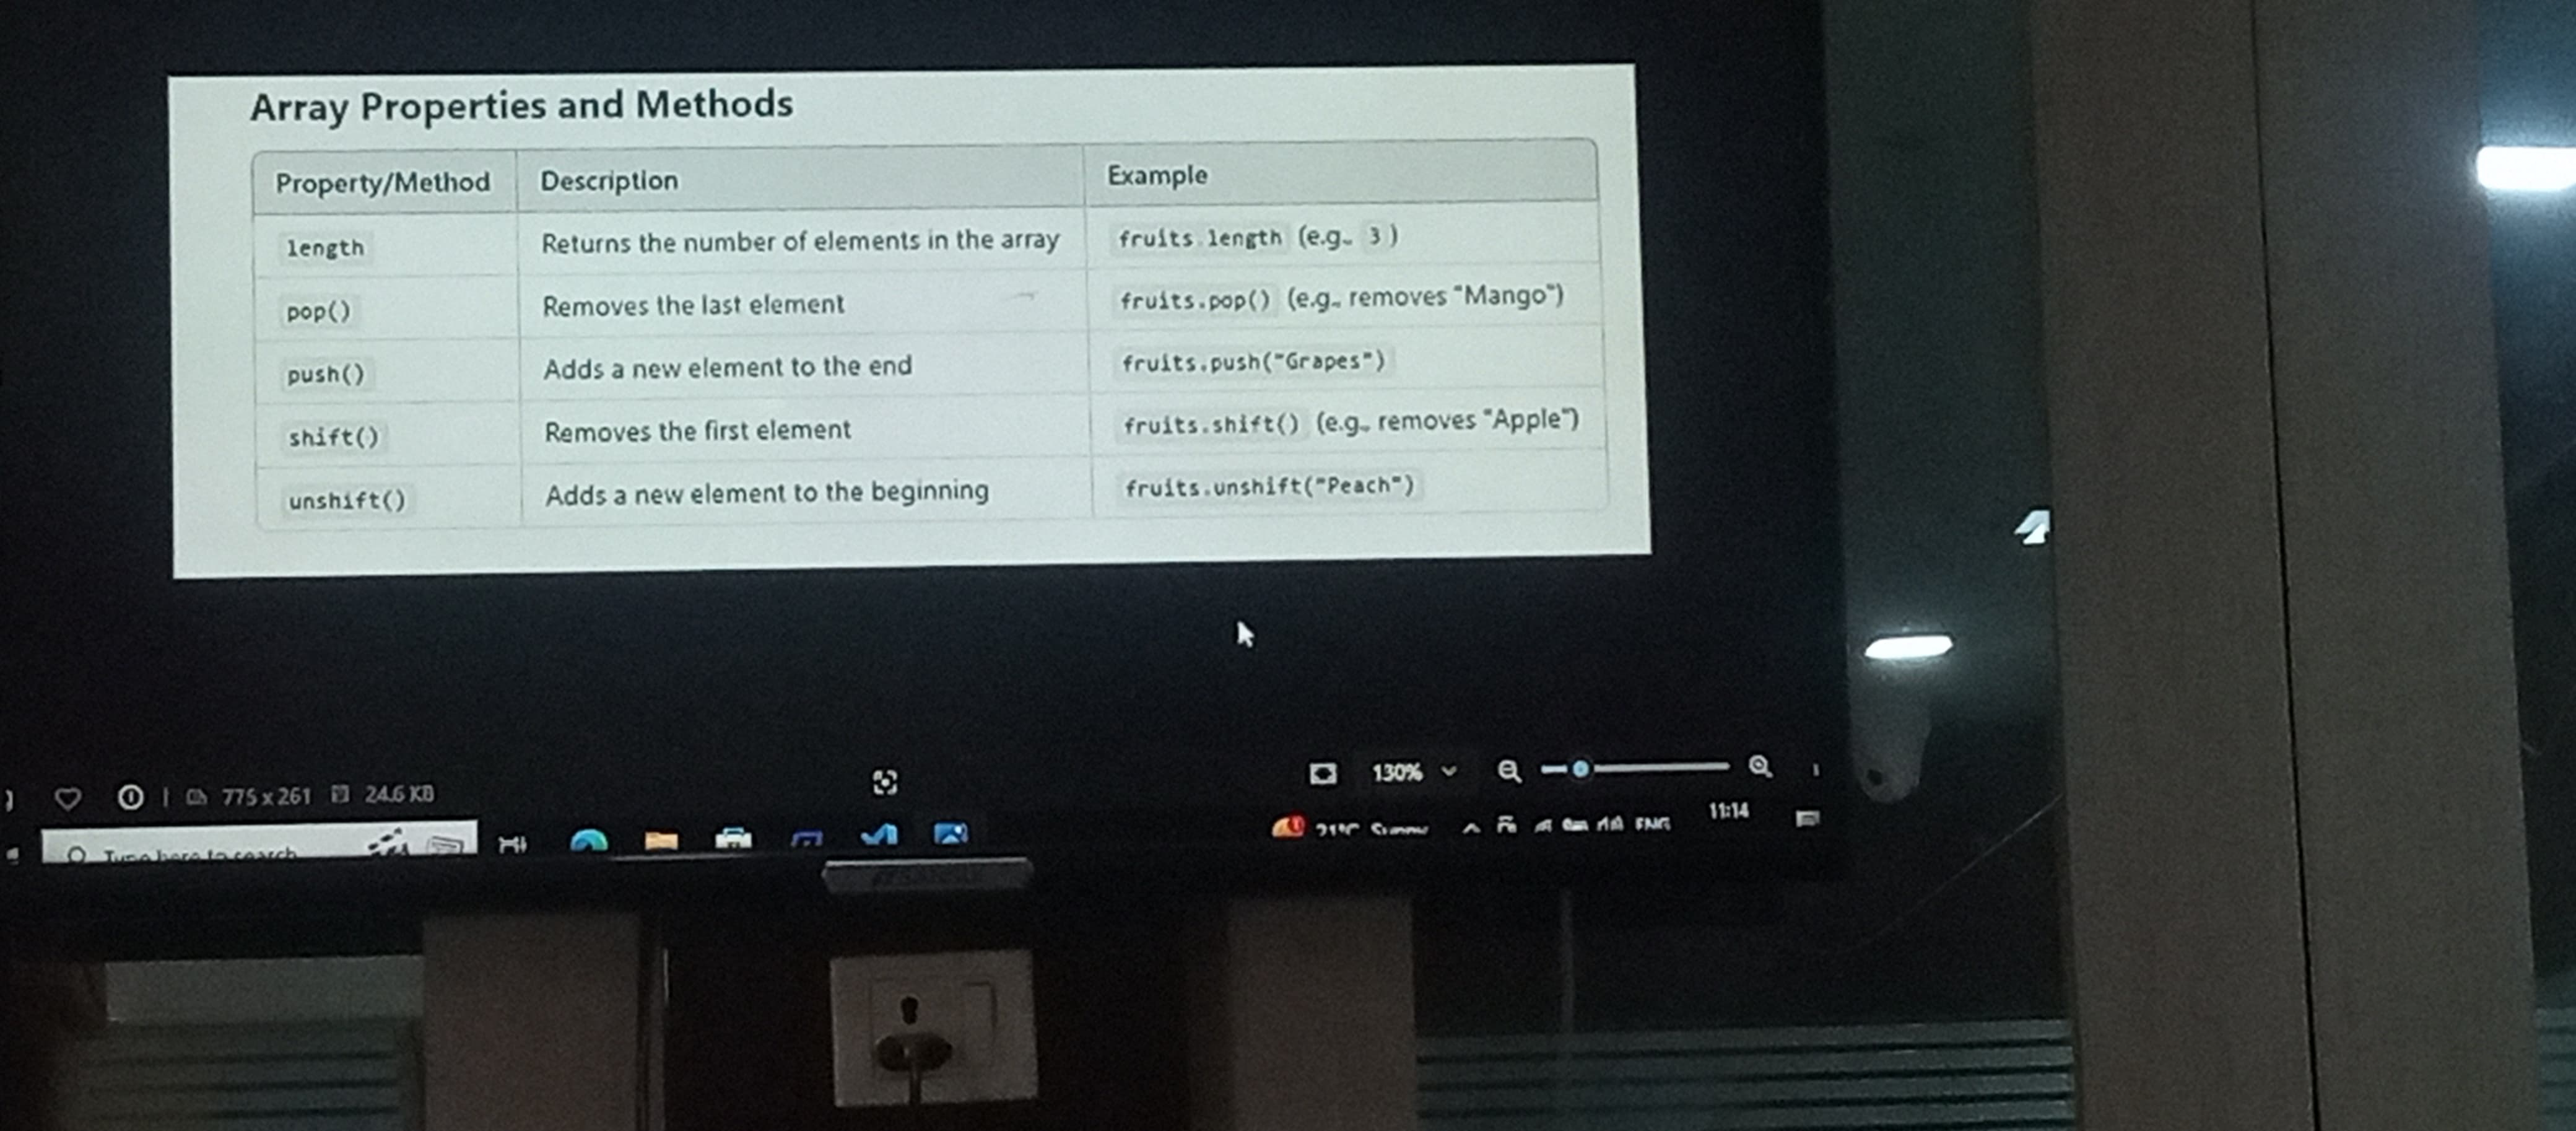 Array Properties and Methods
Property/Method Description Example
length Returns the number of elements in the array fruits.length (e.g., 3)
pop() Removes the last element fruits.pop() (e.g., removes "Mango")
push() Adds a new element to the end fruits.push("Grapes")
shift() Removes the first element fruits.shift() (e.g., removes "Apple")
unshift() Adds a new element to the beginning fruits.unshift("Peach")
775 x 261 24.6 KB 130%
Type here to search ENG 11:14